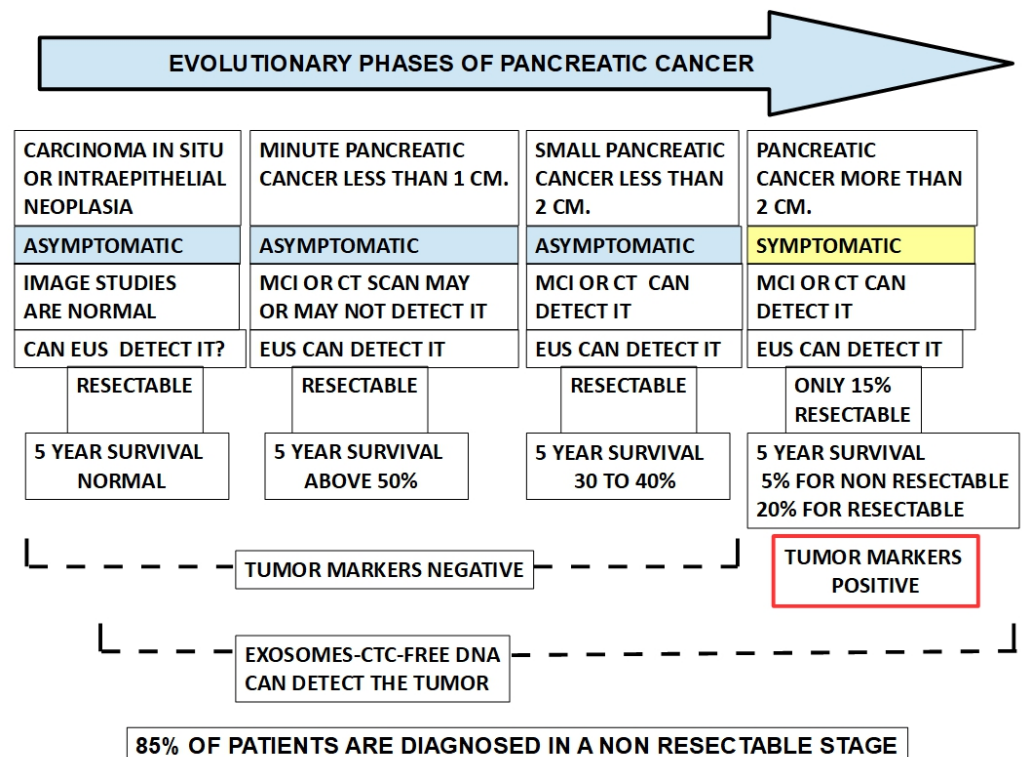 EVOLUTIONARY PHASES OF PANCREATIC CANCER
CARCINOMA IN SITU
OR INTRAEPITHELIAL
NEOPLASIA
ASYMPTOMATIC
IMAGE STUDIES
ARE NORMAL
CAN EUS DETECT IT?
RESECTABLE
5 YEAR SURVIVAL
NORMAL
MINUTE PANCREATIC
CANCER LESS THAN 1 CM.
ASYMPTOMATIC
MCI OR CT SCAN MAY
OR MAY NOT DETECT IT
EUS CAN DETECT IT
RESECTABLE
5 YEAR SURVIVAL
ABOVE 50%
SMALL PANCREATIC
CANCER LESS THAN
2 CM.
ASYMPTOMATIC
MCI OR CT CAN
DETECT IT
EUS CAN DETECT IT
RESECTABLE
5 YEAR SURVIVAL
30 TO 40%
PANCREATIC
CANCER MORE THAN
2 CM.
SYMPTOMATIC
MCI OR CT CAN
DETECT IT
EUS CAN DETECT IT
ONLY 15%
RESECTABLE
5 YEAR SURVIVAL
5% FOR NON RESECTABLE
20% FOR RESECTABLE
TUMOR MARKERS NEGATIVE
TUMOR MARKERS
POSITIVE
EXOSOMES-CTC-FREE DNA
CAN DETECT THE TUMOR
85% OF PATIENTS ARE DIAGNOSED IN A NON RESECTABLE STAGE